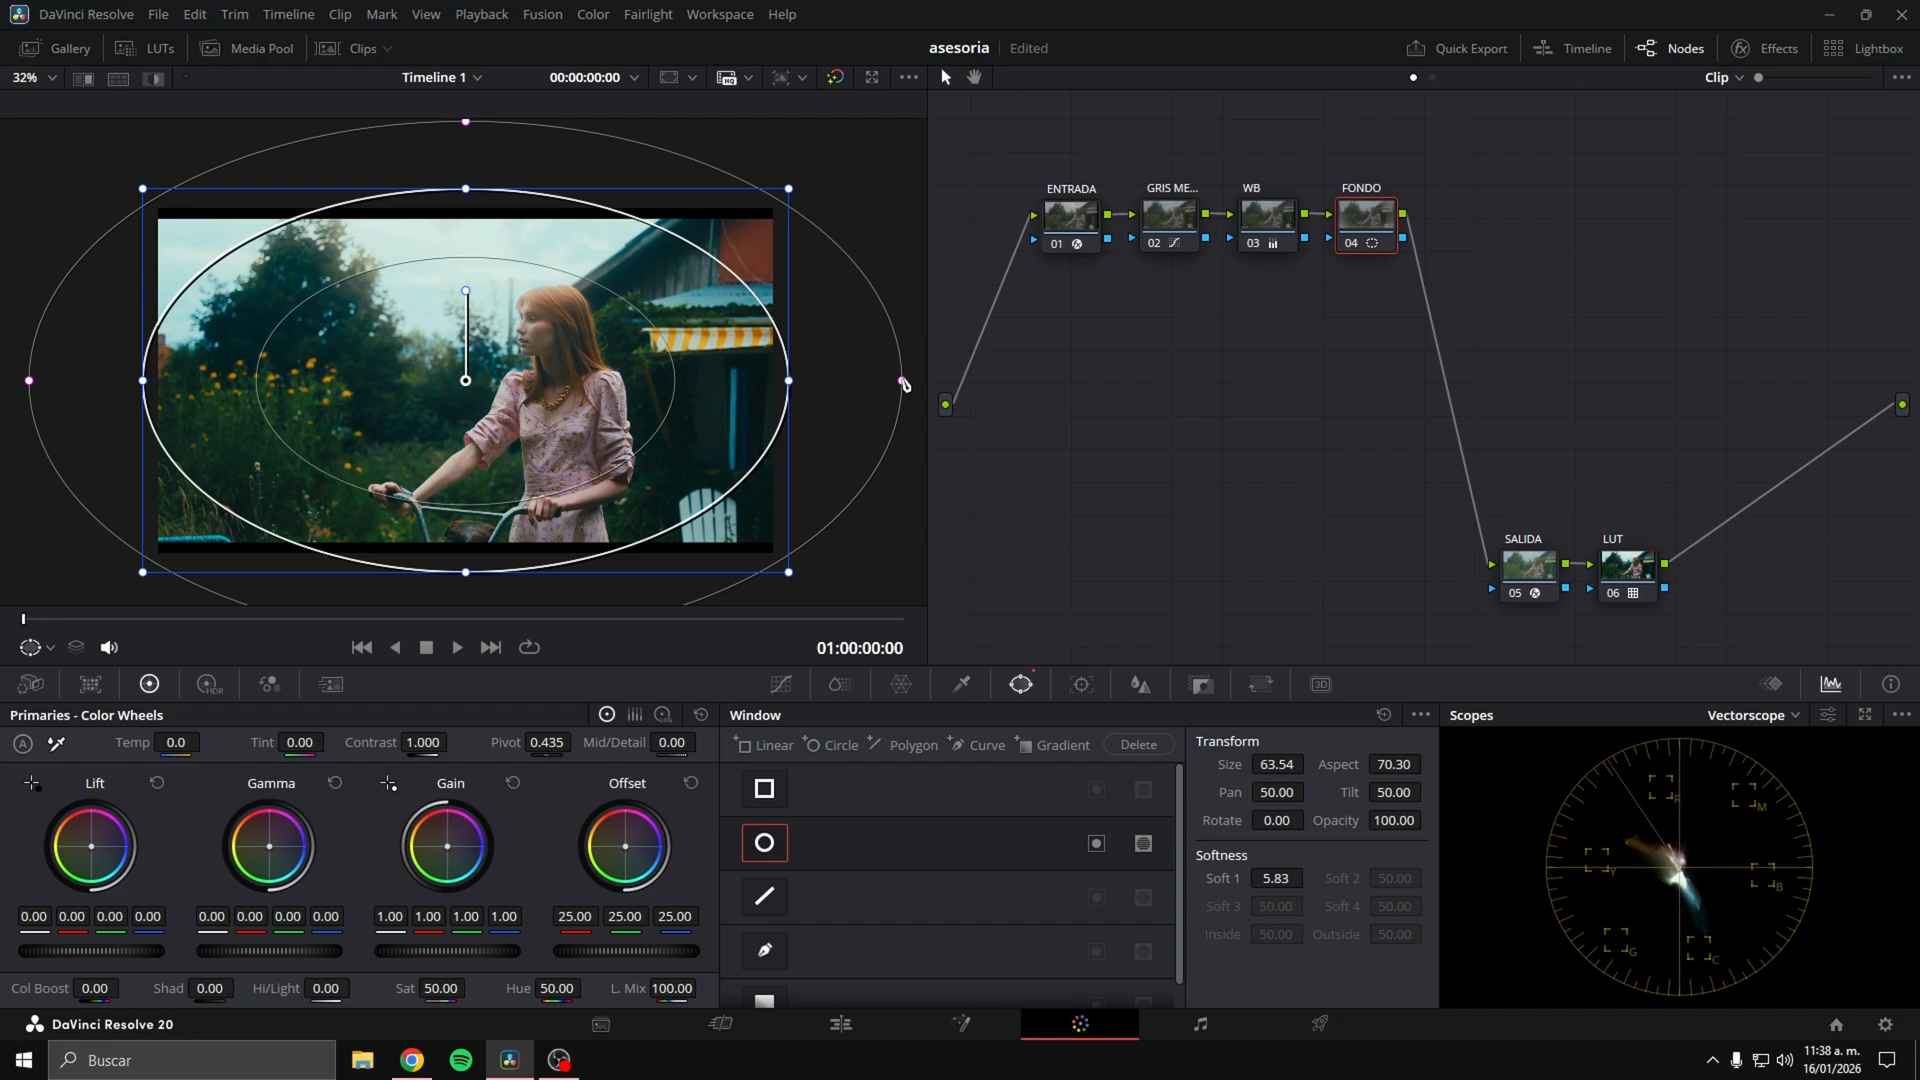 DaVinci Resolve File Edit Trim Timeline Clip Mark View Playback Fusion Color Fairlight Workspace Help
Gallery LUTs Media Pool Clips asesoria Edited Quick Export Timeline Nodes Effects Lightbox
32% Timeline 1 00:00:00:00 HQ Clip
ENTRADA GRIS ME... WB FONDO
01 02 03 04
SALIDA LUT
05 06
01:00:00:00
HDR 3D
Primaries - Color Wheels LOG Window Scopes Vectorscope
A Temp 0.0 Tint 0.00 Contrast 1.000 Pivot 0.435 Mid/Detail 0.00
Linear Circle Polygon Curve Gradient Delete
Transform
Size 63.54 Aspect 70.30
Pan 50.00 Tilt 50.00
Rotate 0.00 Opacity 100.00
Softness
Soft 1 5.83 Soft 2 50.00
Soft 3 50.00 Soft 4 50.00
Inside 50.00 Outside 50.00
R M Y B G C
Lift Gamma Gain Offset
0.00 0.00 0.00 0.00 0.00 0.00 0.00 0.00 1.00 1.00 1.00 1.00 25.00 25.00 25.00
Col Boost 0.00 Shad 0.00 Hi/Light 0.00 Sat 50.00 Hue 50.00 L. Mix 100.00
DaVinci Resolve 20
Buscar
11:38 a. m.
16/01/2026